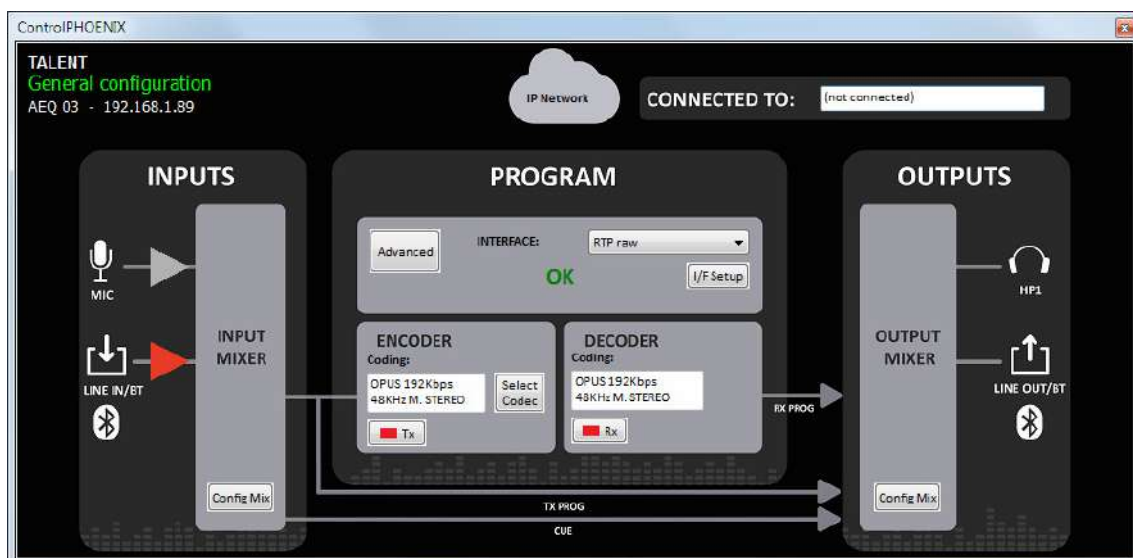 ControlPHOENIX
TALENT
General configuration
AEQ 03 - 192.168.1.89
IP Network
CONNECTED TO:
(not connected)
INPUTS
MIC
LINE IN/BT
INPUT
MIXER
Config Mix
PROGRAM
Advanced
INTERFACE:
RTP raw
OK
I/F Setup
ENCODER
Coding:
OPUS 192Kbps
48KHz M. STEREO
Select
Codec
Tx
DECODER
Coding:
OPUS 192Kbps
48KHz M. STEREO
Rx
RX PROG
TX PROG
CUE
OUTPUTS
OUTPUT
MIXER
Config Mix
HP1
LINE OUT/BT